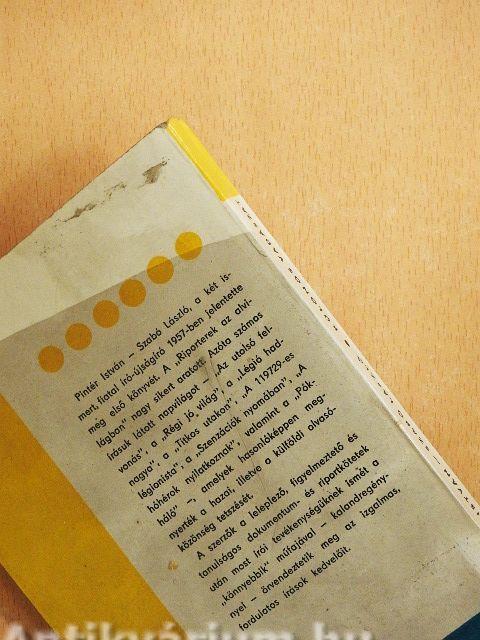 Pintér István – Szabó László, a két is-
mert, fiatal író-újságíró 1957-ben jelentette
meg első könyvét. A „Riporterek az alvi-
lágban" nagy sikert aratott. Azóta számos
írásuk látott napvilágot – „Az utolsó fel-
vonás", a „Régi jó világ", a „Légió had-
nagya", a „Titkos utakon", „A 119729-es
légionista", a „Szenzációk nyomában", „A
hóhérok nyilatkoznak", valamint a „Pók-
háló" –, amelyek hasonlóképpen meg-
nyerték a hazai, illetve a külföldi olvasó-
közönség tetszését.
A szerzők a leleplező, figyelmeztető és
tanulságos dokumentum- és riportkötetek
után most írói tevékenységüknek ismét a
„könnyebbik" műfajával – kalandregény-
nyel – örvendeztetik meg az izgalmas,
fordulatos írások kedvelőit.
Antikvárium.hu